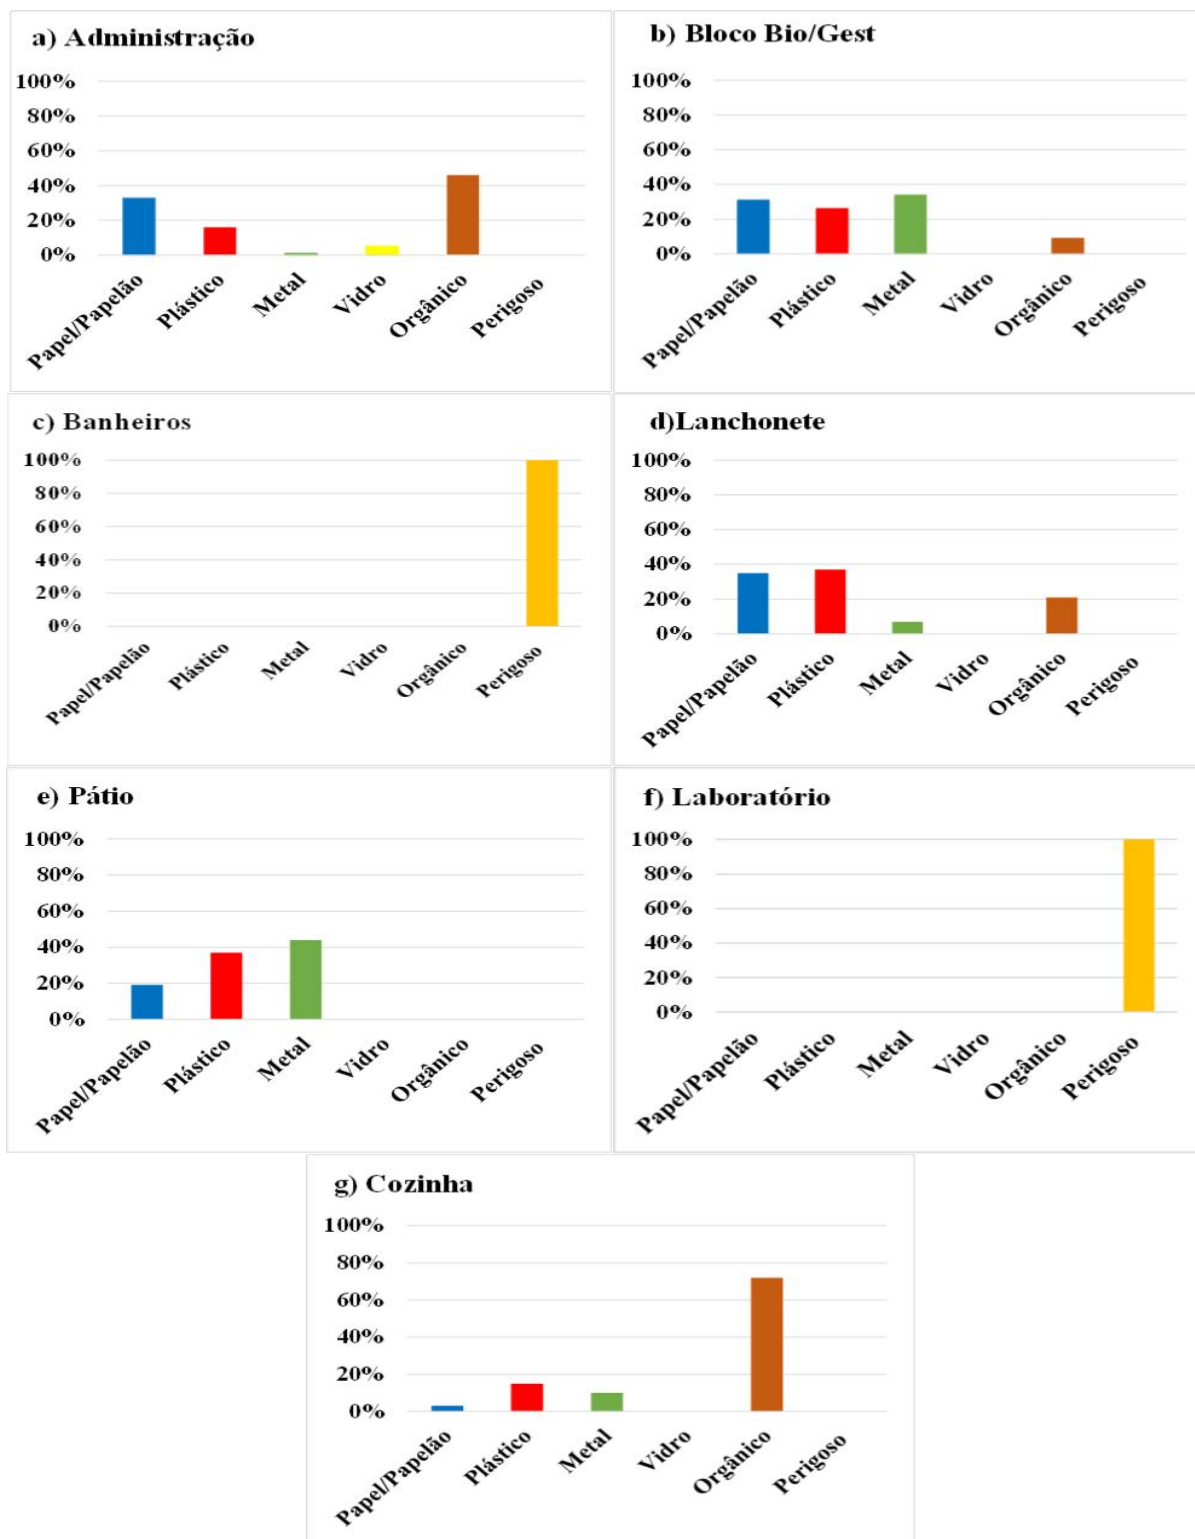 a) Administração
100%
80%
60%
40%
20%
0%
Papel/Papelão
Plástico
Metal
Vidro
Orgânico
Perigoso
b) Bloco Bio/Gest
100%
80%
60%
40%
20%
0%
Papel/Papelão
Plástico
Metal
Vidro
Orgânico
Perigoso
c) Banheiros
100%
80%
60%
40%
20%
0%
Papel/Papelão
Plástico
Metal
Vidro
Orgânico
Perigoso
d)Lanchonete
100%
80%
60%
40%
20%
0%
Papel/Papelão
Plástico
Metal
Vidro
Orgânico
Perigoso
e) Pátio
100%
80%
60%
40%
20%
0%
Papel/Papelão
Plástico
Metal
Vidro
Orgânico
Perigoso
f) Laboratório
100%
80%
60%
40%
20%
0%
Papel/Papelão
Plástico
Metal
Vidro
Orgânico
Perigoso
g) Cozinha
100%
80%
60%
40%
20%
0%
Papel/Papelão
Plástico
Metal
Vidro
Orgânico
Perigoso